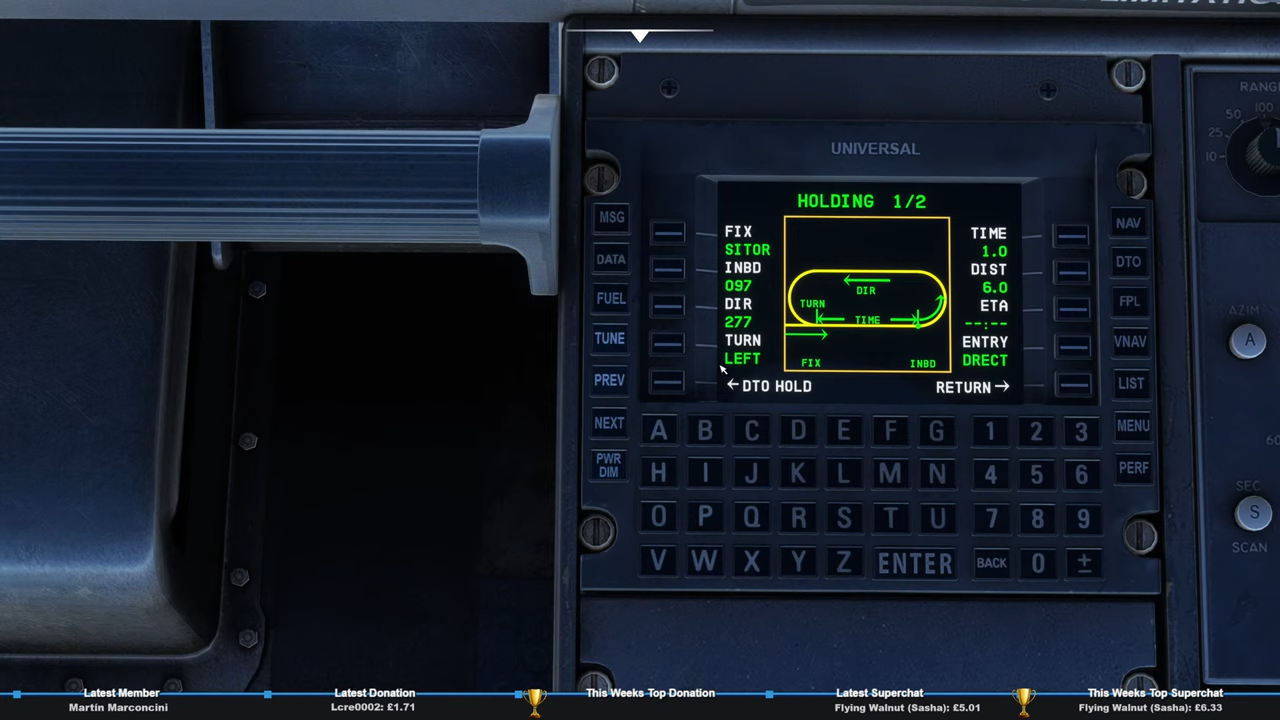 UNIVERSAL
HOLDING 1/2
FIX
SITOR
INBD
097
DIR
277
TURN
LEFT
←DTO HOLD
DIR
TURN
TIME
FIX INBD
TIME
1.0
DIST
6.0
ETA
--:--
ENTRY
DRECT
RETURN→
MSG
DATA
FUEL
TUNE
PREV
NEXT
PWR
DIM
NAV
DTO
FPL
VNAV
LIST
MENU
PERF
A B C D E F G 1 2 3
H I J K L M N 4 5 6
O P Q R S T U 7 8 9
V W X Y Z ENTER BACK 0 ±
RANG
100
50
25
10
AZIM
A
60
SEC
S
SCAN
Latest Member
Martín Marconcini
Latest Donation
Lcre0002: £1.71
This Weeks Top Donation
Latest Superchat
Flying Walnut (Sasha): £5.01
This Weeks Top Superchat
Flying Walnut (Sasha): £6.33